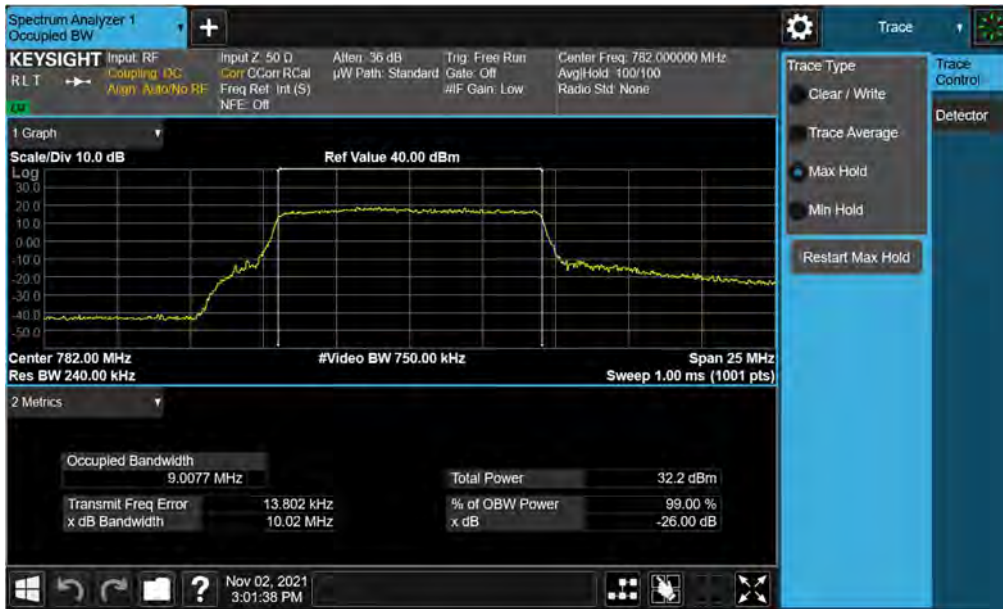 Spectrum Analyzer 1
Occupied BW
+
Trace
KEYSIGHT
RLT
Input: RF
Coupling: DC
Align: Auto/No RF
Input Z: 50 Ω
Corr CCorr RCal
Freq Ref: Int (S)
NFE: Off
Atten: 36 dB
µW Path: Standard
Trig: Free Run
Gate: Off
#IF Gain: Low
Center Freq: 782.000000 MHz
Avg|Hold: 100/100
Radio Std: None
Trace Type
Clear / Write
Trace Average
Max Hold
Min Hold
Restart Max Hold
Trace
Control
Detector
1 Graph
Scale/Div 10.0 dB
Ref Value 40.00 dBm
Log
30.0
20.0
10.0
0.00
-10.0
-20.0
-30.0
-40.0
-50.0
Center 782.00 MHz
#Video BW 750.00 kHz
Span 25 MHz
Res BW 240.00 kHz
Sweep 1.00 ms (1001 pts)
2 Metrics
Occupied Bandwidth
9.0077 MHz
Total Power 32.2 dBm
Transmit Freq Error 13.802 kHz
% of OBW Power 99.00 %
x dB Bandwidth 10.02 MHz
x dB -26.00 dB
?
Nov 02, 2021
3:01:38 PM